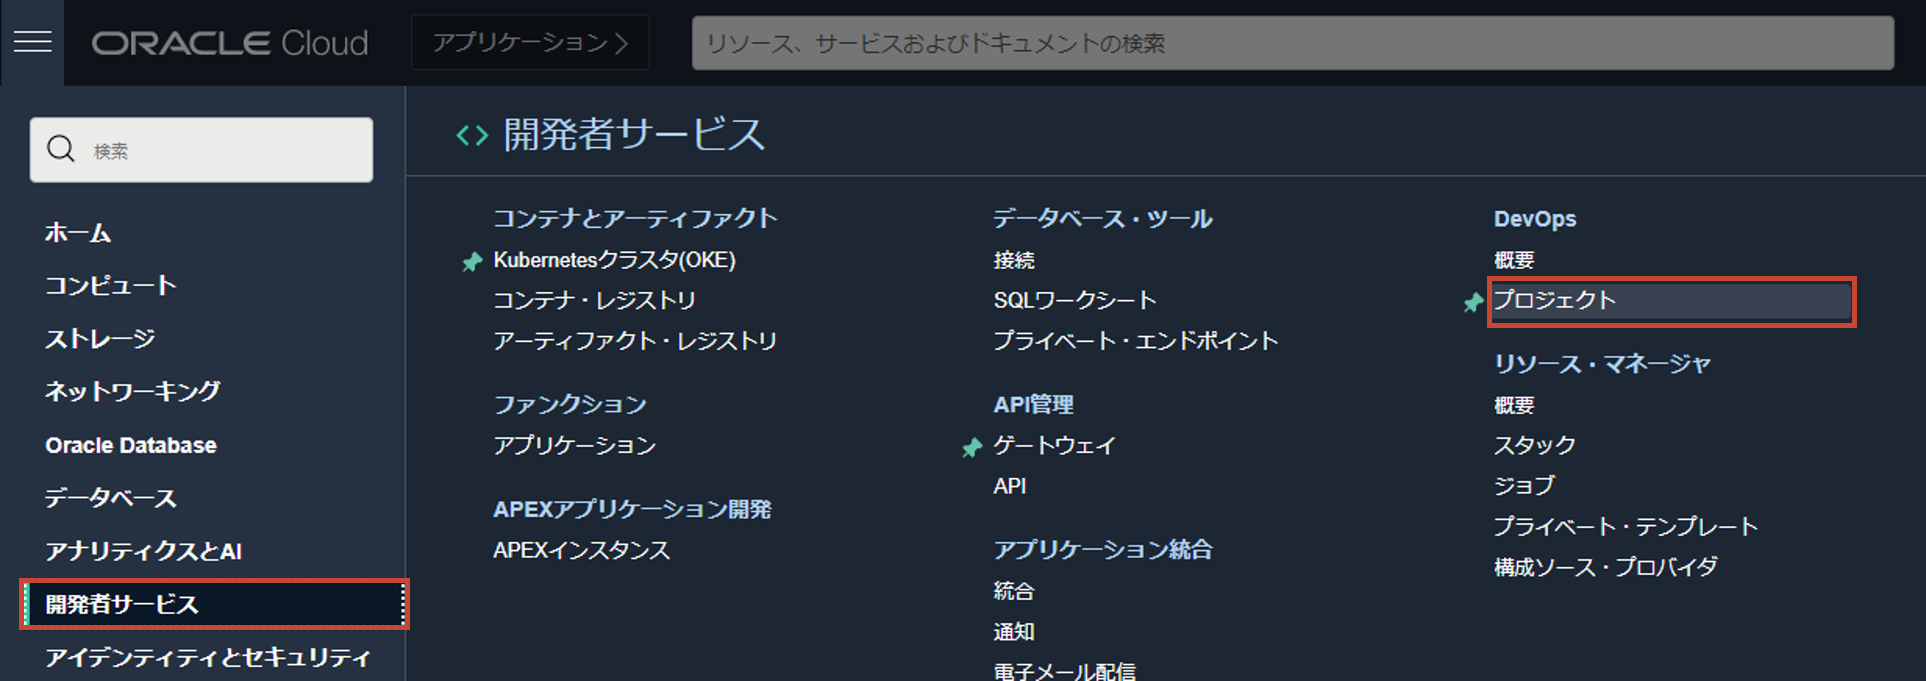 ORACLE Cloud
アプリケーション
リソース、サービスおよびドキュメントの検索
検索
ホーム
コンピュート
ストレージ
ネットワーキング
Oracle Database
データベース
アナリティクスとAI
開発者サービス
アイデンティティとセキュリティ
開発者サービス
コンテナとアーティファクト
Kubernetesクラスタ(OKE)
コンテナ・レジストリ
アーティファクト・レジストリ
ファンクション
アプリケーション
APEXアプリケーション開発
APEXインスタンス
データベース・ツール
接続
SQLワークシート
プライベート・エンドポイント
API管理
ゲートウェイ
API
アプリケーション統合
統合
通知
電子メール配信
DevOps
概要
プロジェクト
リソース・マネージャ
概要
スタック
ジョブ
プライベート・テンプレート
構成ソース・プロバイダ